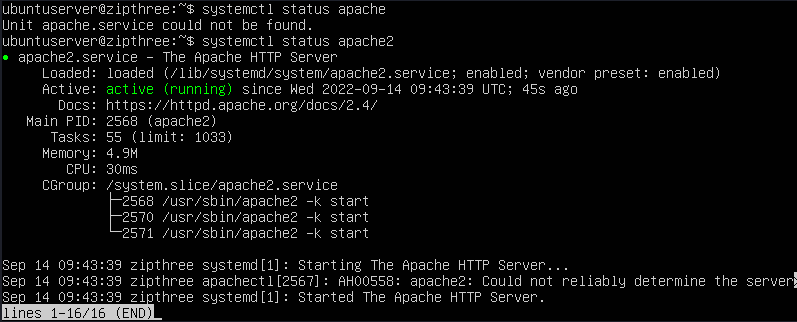 ubuntuserver@zipthree:~$ systemctl status apache
Unit apache.service could not be found.
ubuntuserver@zipthree:~$ systemctl status apache2
● apache2.service - The Apache HTTP Server
     Loaded: loaded (/lib/systemd/system/apache2.service; enabled; vendor preset: enabled)
     Active: active (running) since Wed 2022-09-14 09:43:39 UTC; 45s ago
       Docs: https://httpd.apache.org/docs/2.4/
   Main PID: 2568 (apache2)
      Tasks: 55 (limit: 1033)
     Memory: 4.9M
        CPU: 30ms
     CGroup: /system.slice/apache2.service
             ├─2568 /usr/sbin/apache2 -k start
             ├─2570 /usr/sbin/apache2 -k start
             └─2571 /usr/sbin/apache2 -k start

Sep 14 09:43:39 zipthree systemd[1]: Starting The Apache HTTP Server...
Sep 14 09:43:39 zipthree apachectl[2567]: AH00558: apache2: Could not reliably determine the server>
Sep 14 09:43:39 zipthree systemd[1]: Started The Apache HTTP Server.
lines 1-16/16 (END)